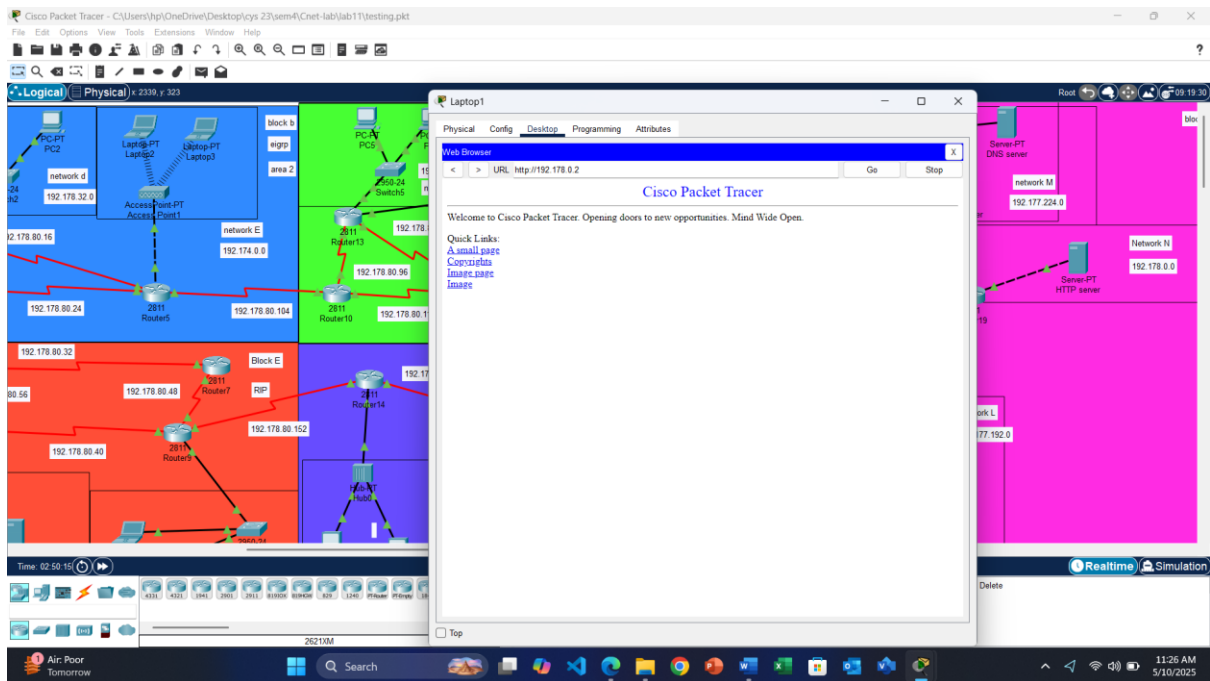 Cisco Packet Tracer - C:\Users\hp\OneDrive\Desktop\cys 23\sem4\Cnet-lab\lab11\testing.pkt
File Edit Options View Tools Extensions Window Help
?
Logical Physical x: 2339, y: 323
Root 09:19:30
PC-PT
PC2
Laptop-PT
Laptop2
Laptop-PT
Laptop3
block b
eigrp
area 2
network d
192.178.32.0
AccessPoint-PT
Access Point1
network E
192.174.0.0
192.178.80.24
2811
Router5
192.178.80.104
PC-PT
PC5
2950-24
Switch5
2811
Router13
192.178.80.96
2811
Router10
192.178.80.32
Block E
2811
Router7
RIP
192.178.80.48
192.178.80.152
2811
Router9
192.178.80.40
2811
Router14
Hub-PT
Hub0
Laptop1
Physical Config Desktop Programming Attributes
Web Browser
X
< > URL http://192.178.0.2 Go Stop
Cisco Packet Tracer
Welcome to Cisco Packet Tracer. Opening doors to new opportunities. Mind Wide Open.
Quick Links:
A small page
Copyrights
Image page
Image
Top
Server-PT
DNS server
network M
192.177.224.0
Network N
192.178.0.0
Server-PT
HTTP server
Time: 02:50:15
Realtime Simulation
4331 4321 1941 2901 2911 819IOX 819HGW 829 1240 PT-Router PT-Empty
Delete
2621XM
1
Air: Poor
Tomorrow
Search
11:26 AM
5/10/2025